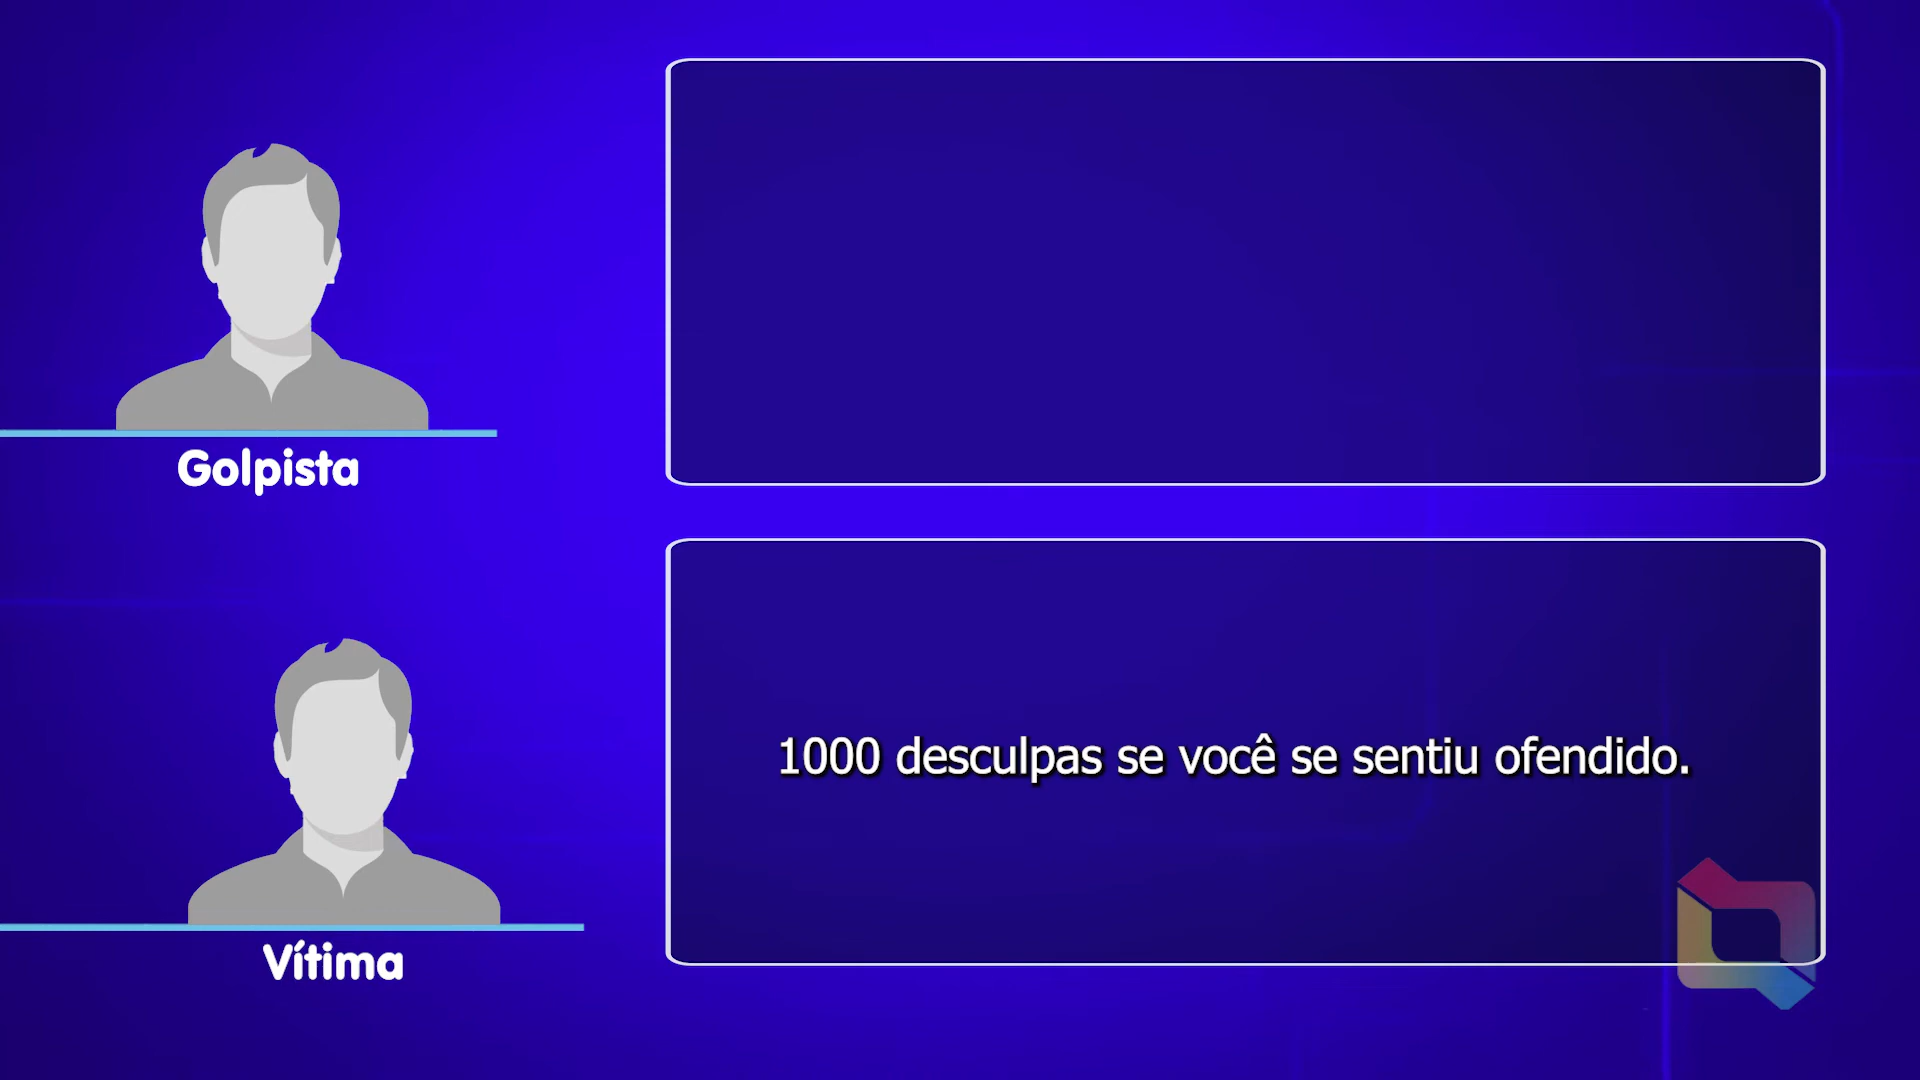 Golpista
1000 desculpas se você se sentiu ofendido.
Vítima